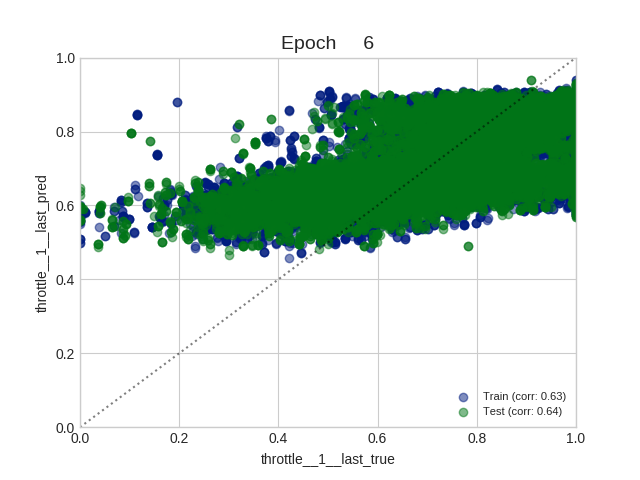 Epoch 6
1.0
0.8
0.6
0.4
0.2
0.0
throttle__1__last_pred
0.0 0.2 0.4 0.6 0.8 1.0
throttle__1__last_true
Train (corr: 0.63)
Test (corr: 0.64)